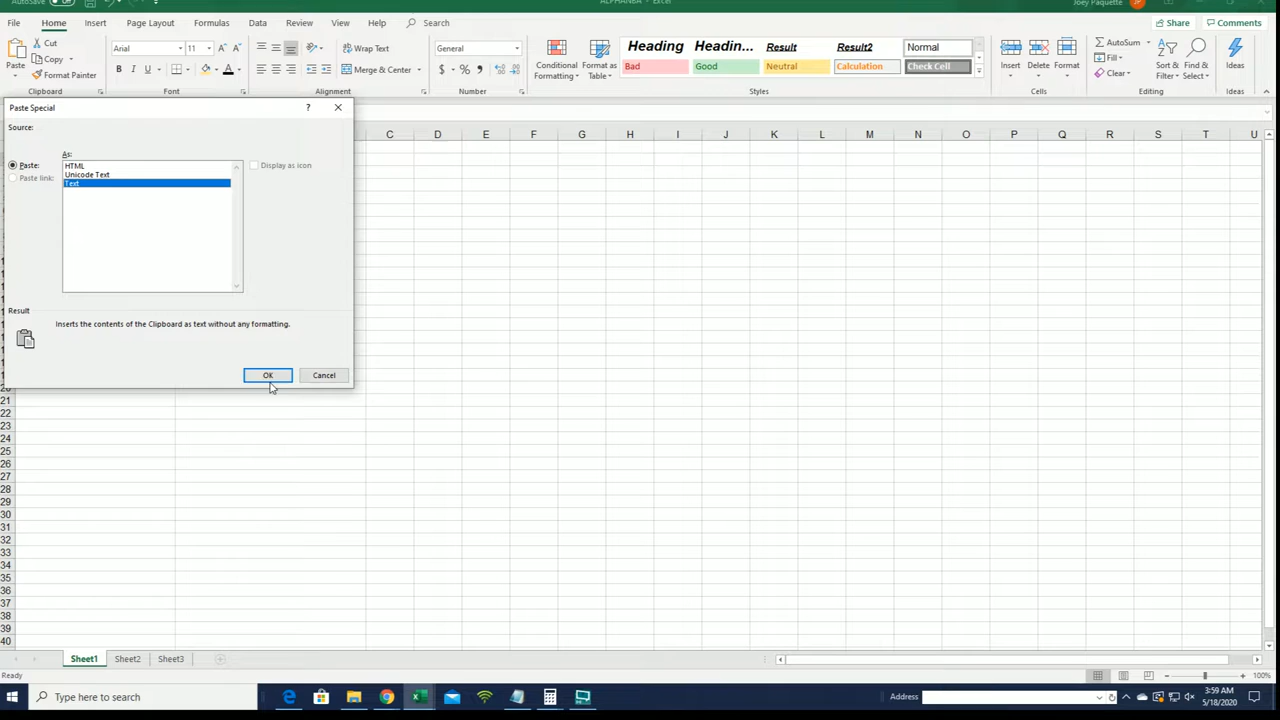 AutoSave
ALPHANBA - Excel
Joey Paquette
JP
File Home Insert Page Layout Formulas Data Review View Help Search
Share Comments
Paste
Cut
Copy
Format Painter
Clipboard
Arial 11
B I U
Font
Wrap Text
Merge & Center
Alignment
General
$ % ,
Number
Conditional Formatting
Format as Table
Heading Headin... Result Result2 Normal
Bad Good Neutral Calculation Check Cell
Styles
Insert Delete Format
Cells
AutoSum
Fill
Clear
Sort & Filter
Find & Select
Editing
Ideas
Ideas
Paste Special
? ×
Source:
As:
Paste:
Paste link:
HTML
Unicode Text
Text
Display as icon
Result
Inserts the contents of the Clipboard as text without any formatting.
OK Cancel
C D E F G H I J K L M N O P Q R S T U
21
22
23
24
25
26
27
28
29
30
31
32
33
34
35
36
37
38
39
40
Sheet1 Sheet2 Sheet3
Ready
100%
Type here to search
Address
3:59 AM
5/18/2020